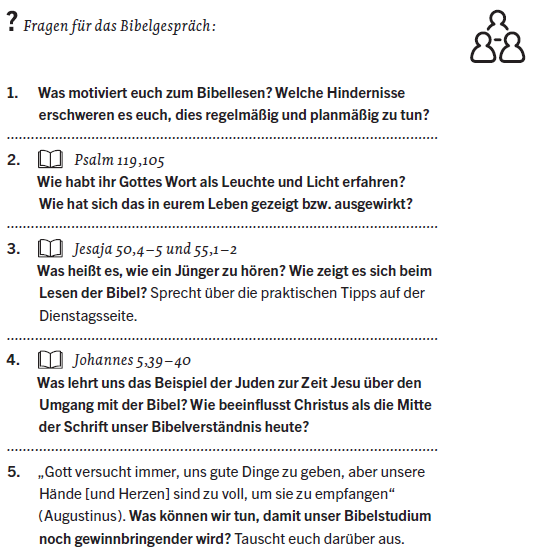 ? Fragen für das Bibelgespräch:
1. Was motiviert euch zum Bibellesen? Welche Hindernisse
erschweren es euch, dies regelmäßig und planmäßig zu tun?
2. Psalm 119,105
Wie habt ihr Gottes Wort als Leuchte und Licht erfahren?
Wie hat sich das in eurem Leben gezeigt bzw. ausgewirkt?
3. Jesaja 50,4–5 und 55,1–2
Was heißt es, wie ein Jünger zu hören? Wie zeigt es sich beim
Lesen der Bibel? Sprecht über die praktischen Tipps auf der
Dienstagsseite.
4. Johannes 5,39–40
Was lehrt uns das Beispiel der Juden zur Zeit Jesu über den
Umgang mit der Bibel? Wie beeinflusst Christus als die Mitte
der Schrift unser Bibelverständnis heute?
5. „Gott versucht immer, uns gute Dinge zu geben, aber unsere
Hände [und Herzen] sind zu voll, um sie zu empfangen“
(Augustinus). Was können wir tun, damit unser Bibelstudium
noch gewinnbringender wird? Tauscht euch darüber aus.